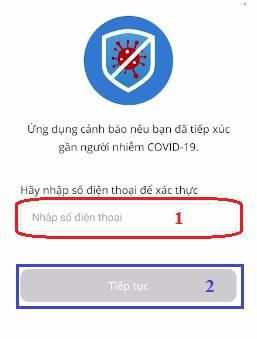 Ứng dụng cảnh báo nếu bạn đã tiếp xúc
gần người nhiễm COVID-19.
Hãy nhập số điện thoại để xác thực
Nhập số điện thoại 1
Tiếp tục 2